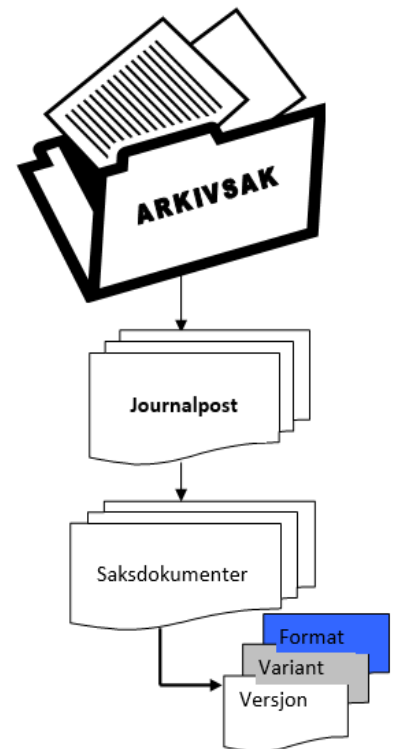 ARKIVSAK
Journalpost
Saksdokumenter
Format
Variant
Versjon